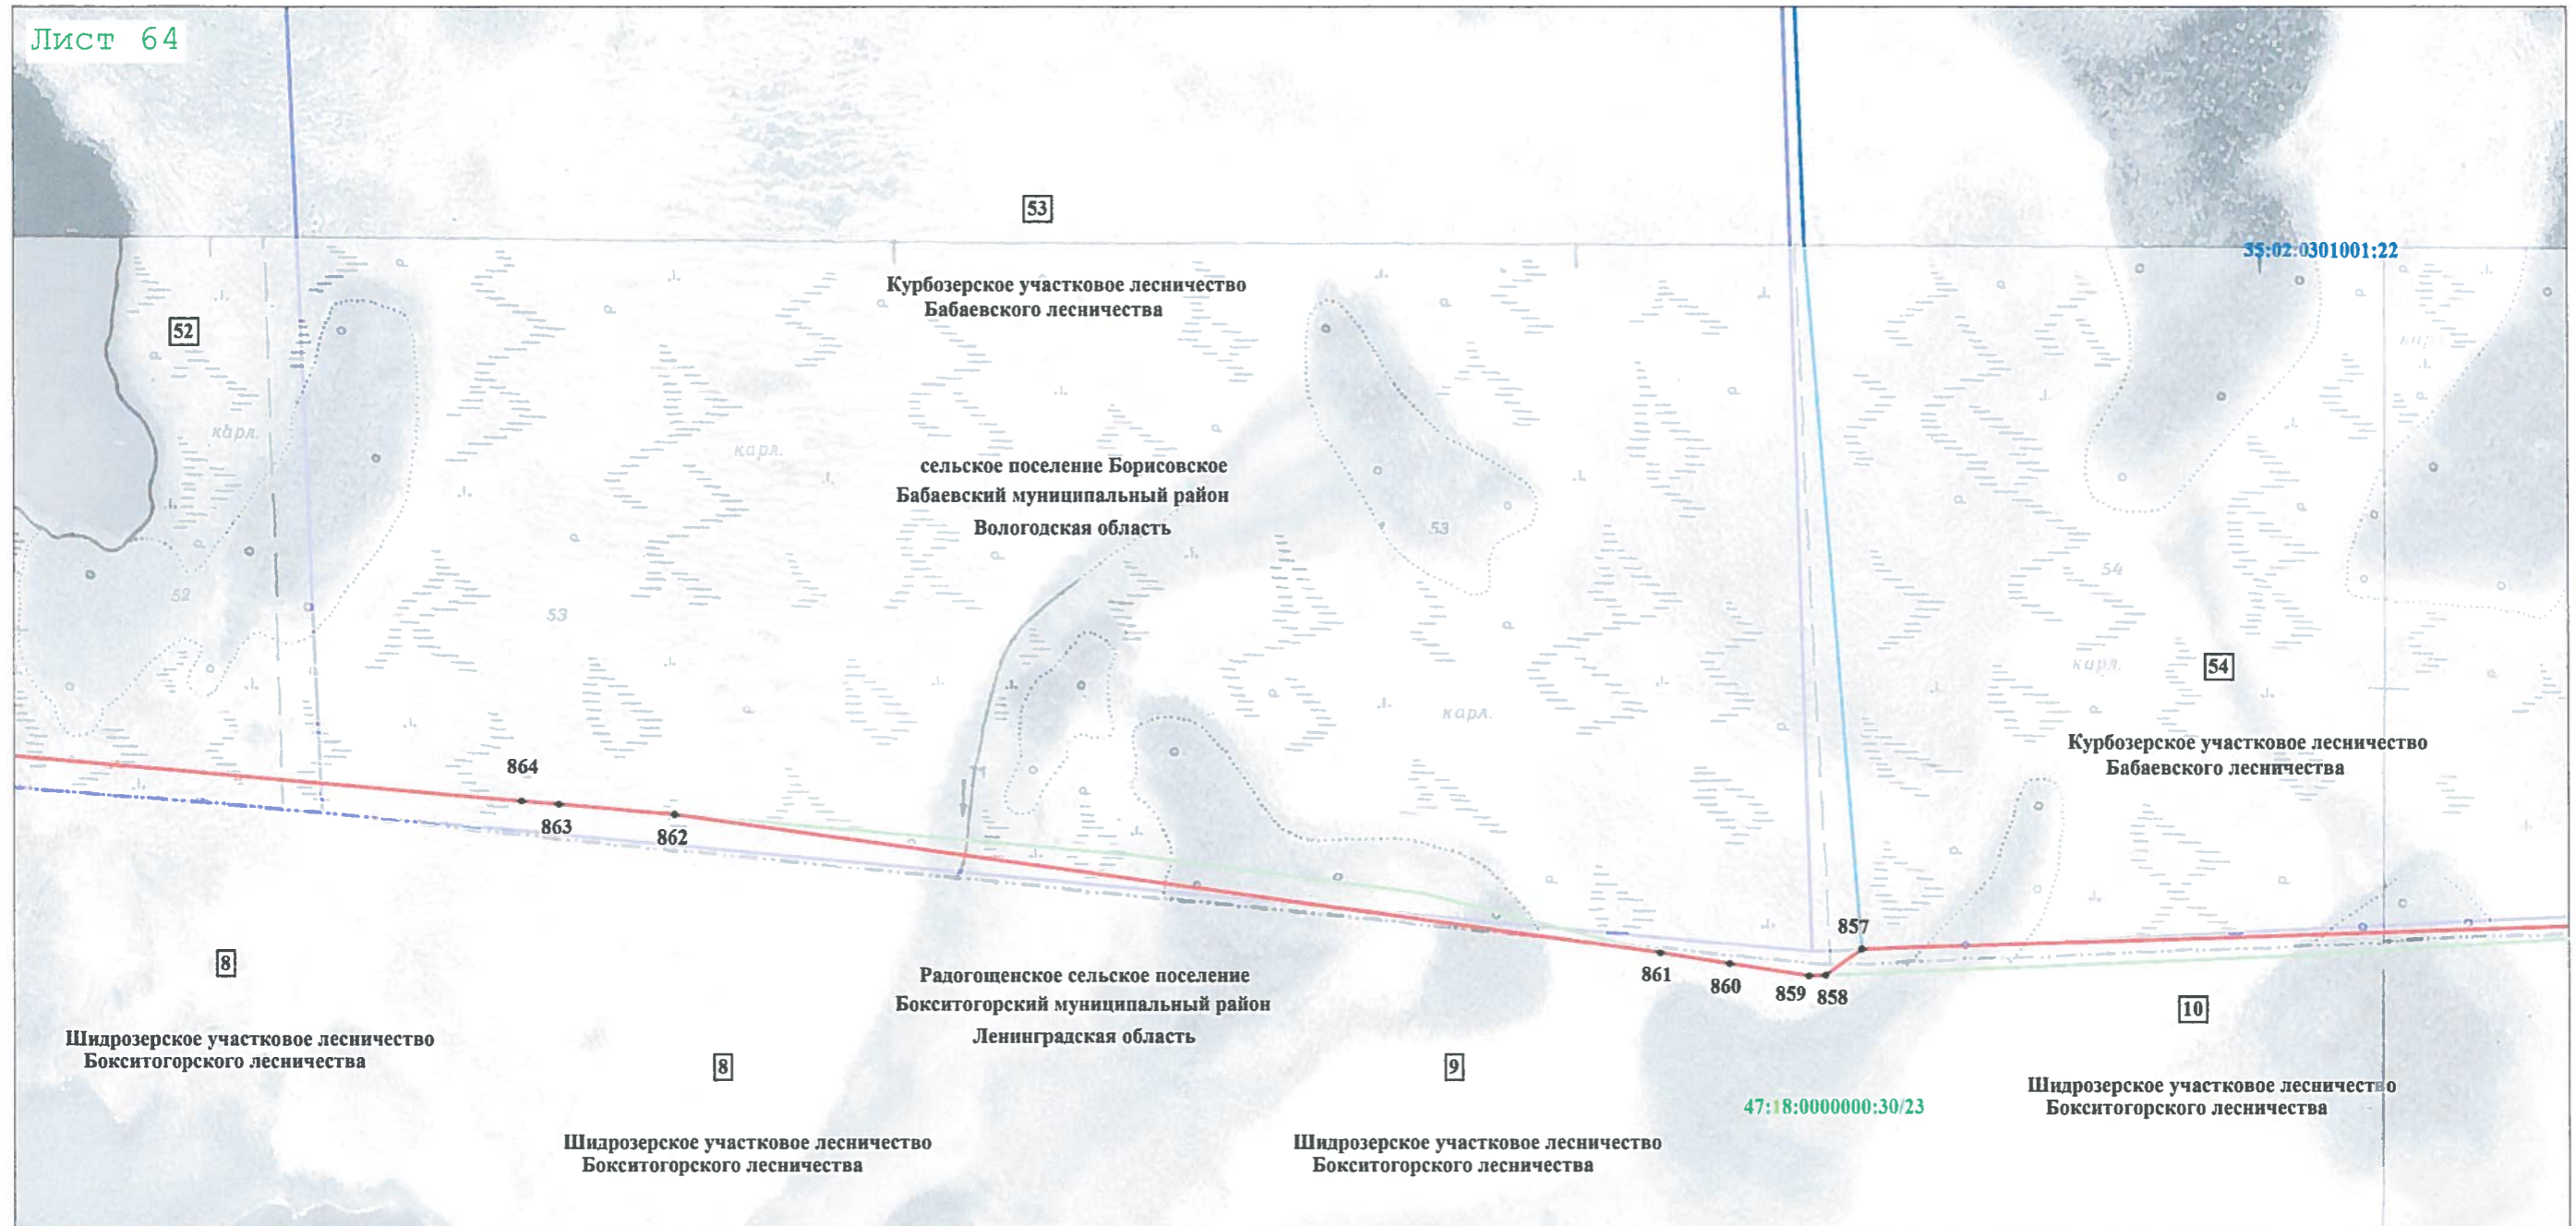 Лист 64
53
35:02:0301001:22
Курбозерское участковое лесничество
Бабаевского лесничества
52
карл.
карл.
сельское поселение Борисовское
Бабаевский муниципальный район
Вологодская область
53
54
52
53
карл.
54
карл.
Курбозерское участковое лесничество
Бабаевского лесничества
864
863
862
857
861
860
859
858
8
Радогощенское сельское поселение
Бокситогорский муниципальный район
Ленинградская область
10
Шидрозерское участковое лесничество
Бокситогорского лесничества
8
9
Шидрозерское участковое лесничество
Бокситогорского лесничества
47:18:0000000:30/23
Шидрозерское участковое лесничество
Бокситогорского лесничества
Шидрозерское участковое лесничество
Бокситогорского лесничества